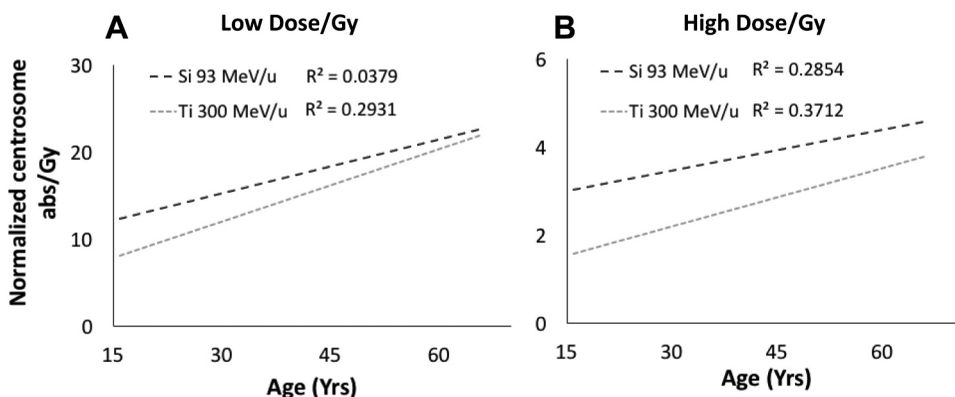 A Low Dose/Gy
Normalized centrosome
abs/Gy
30
20
10
0
Si 93 MeV/u R² = 0.0379
Ti 300 MeV/u R² = 0.2931
15 30 45 60
Age (Yrs)
B High Dose/Gy
6
4
2
0
Si 93 MeV/u R² = 0.2854
Ti 300 MeV/u R² = 0.3712
15 30 45 60
Age (Yrs)